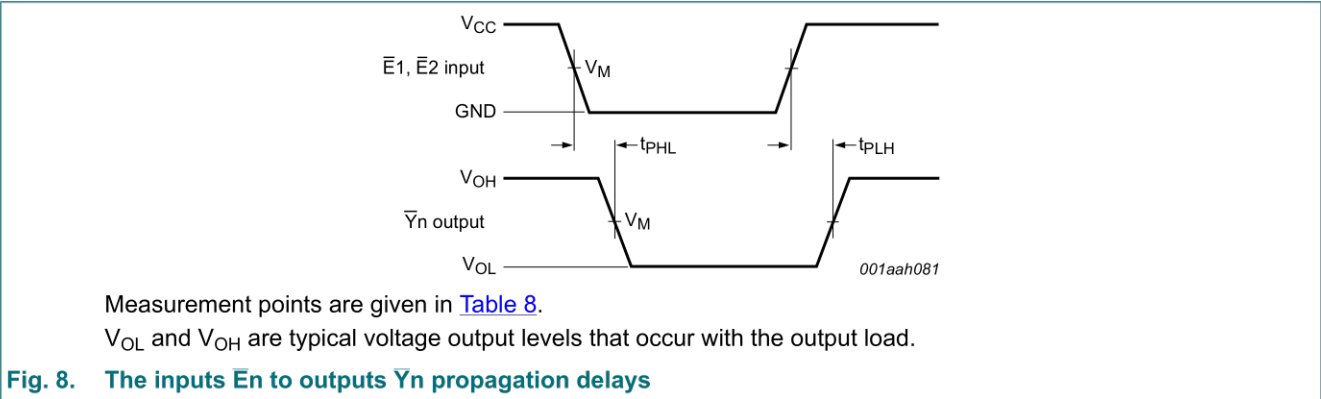 VCC
E̅1, E̅2 input
VM
GND
tPHL
tPLH
VOH
Y̅n output
VM
VOL
001aah081
Measurement points are given in Table 8.
VOL and VOH are typical voltage output levels that occur with the output load.
Fig. 8. The inputs E̅n to outputs Y̅n propagation delays